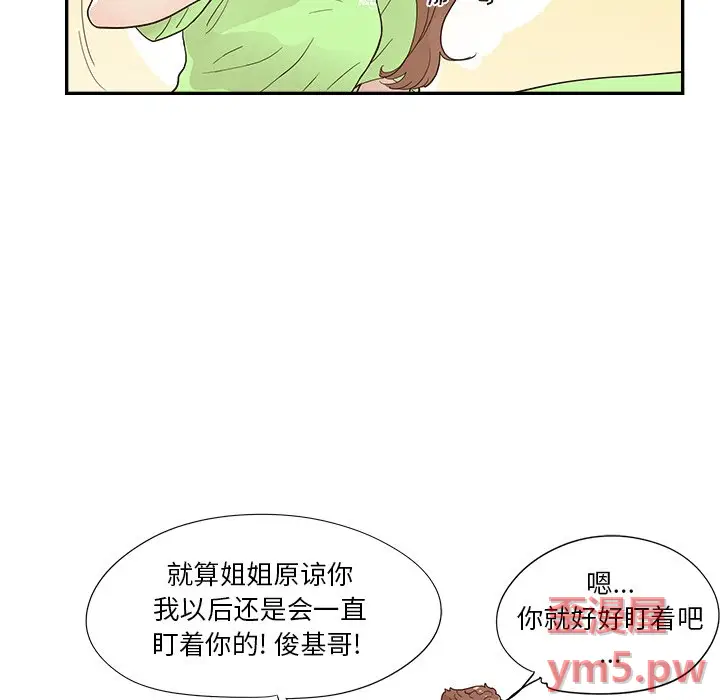 就算姐姐原谅你
我以后还是会一直
盯着你的! 俊基哥!
嗯...
你就好好盯着吧
...
歪漫屋
ym5.pw